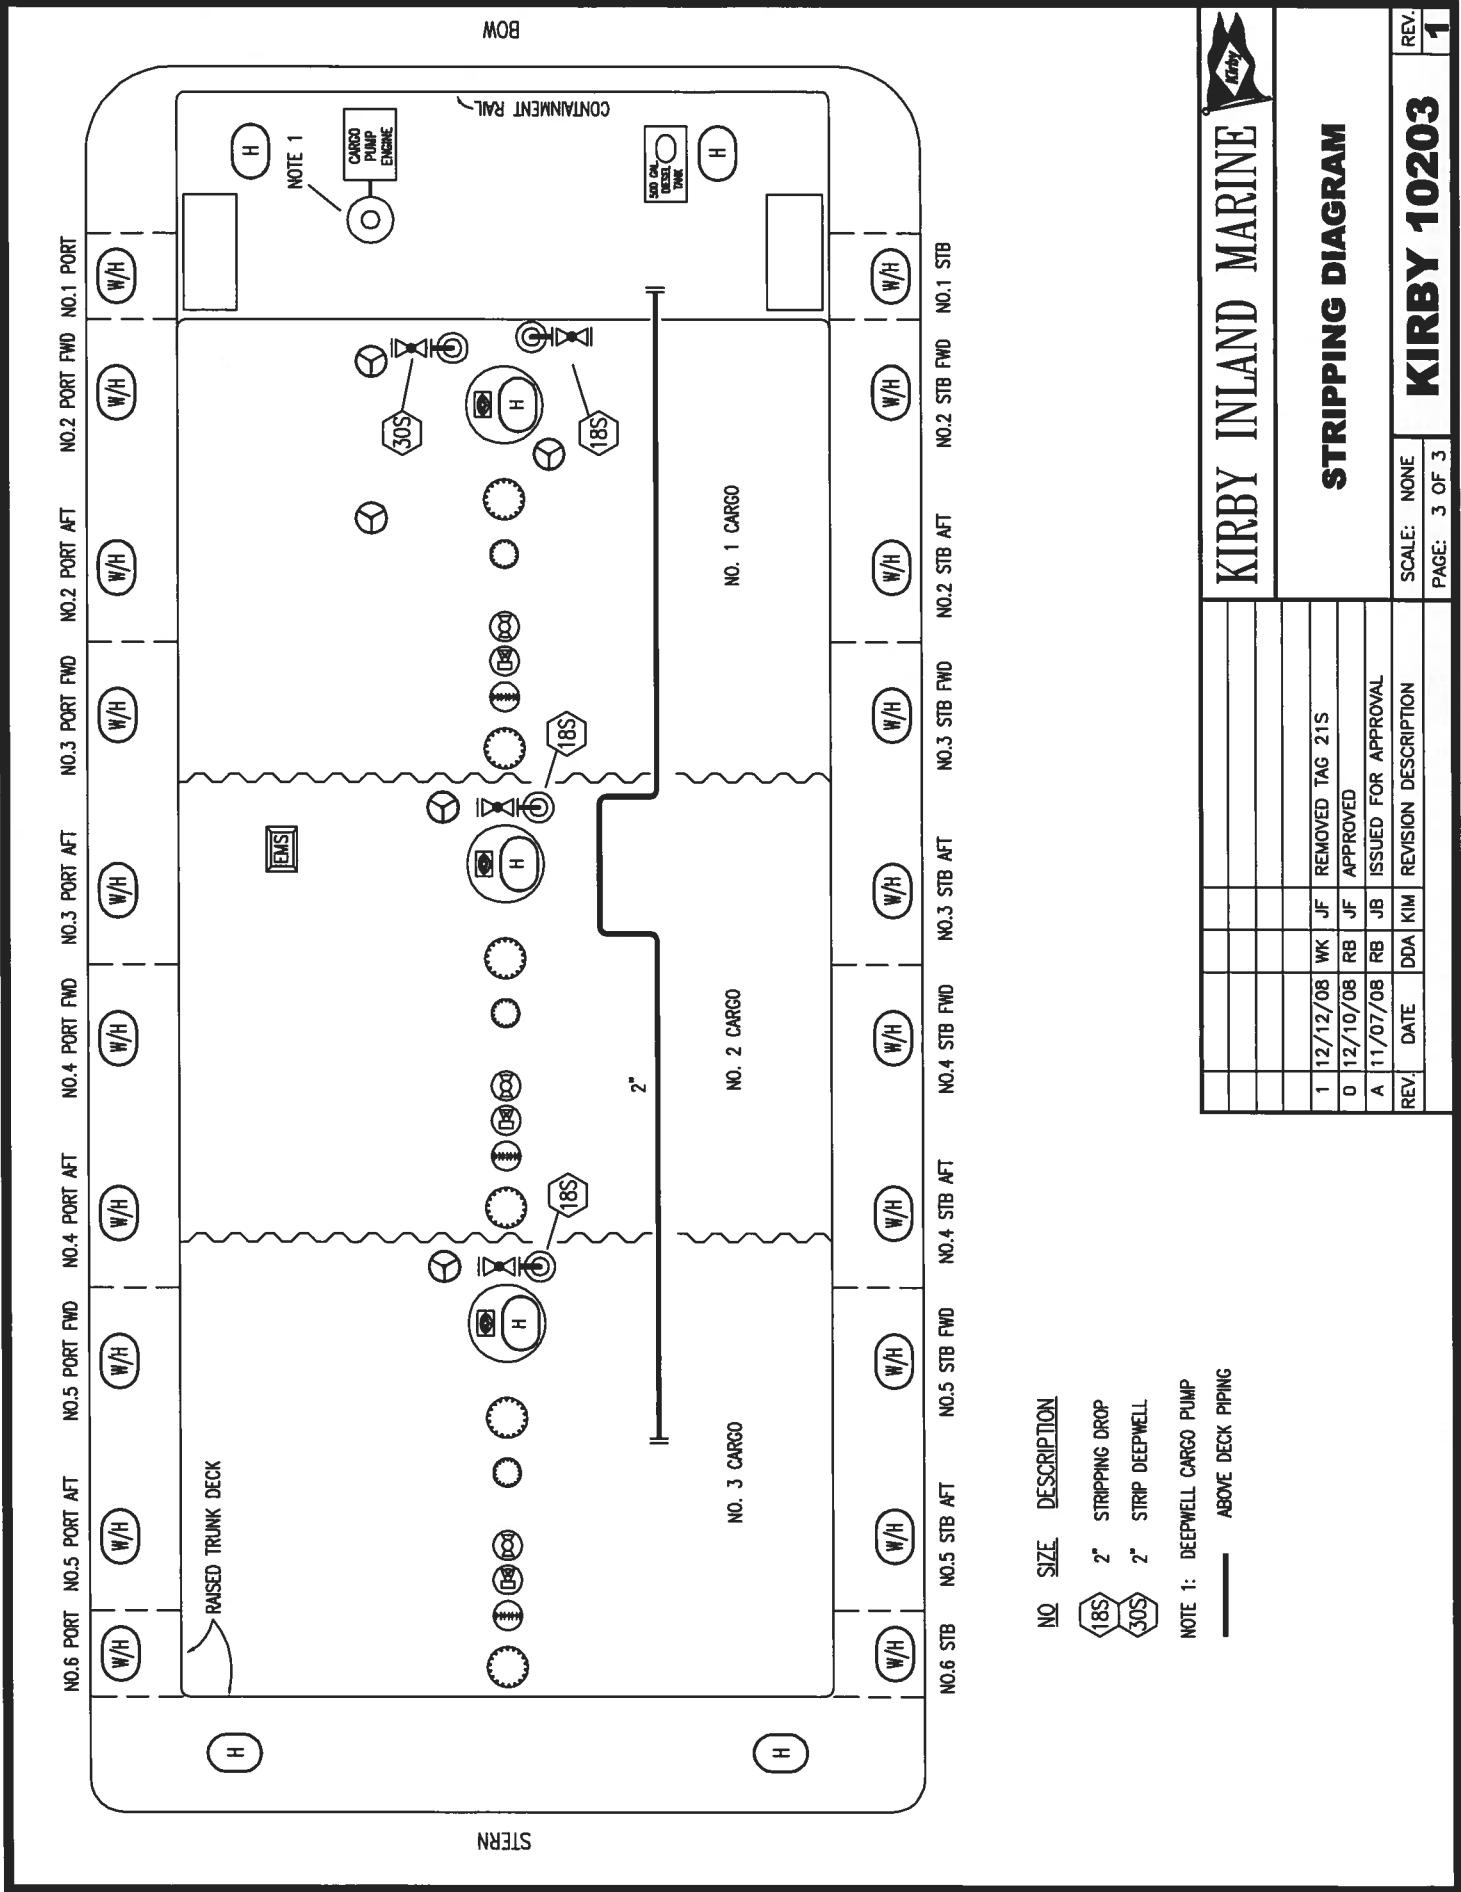 BOW
CONTAINMENT RAIL
H
NOTE 1
CARGO
PUMP
ENGINE
500 GAL.
DIESEL
TANK
H
NO.1 PORT
NO.2 PORT FWD
NO.2 PORT AFT
NO.3 PORT FWD
NO.3 PORT AFT
NO.4 PORT FWD
NO.4 PORT AFT
NO.5 PORT FWD
NO.5 PORT AFT
NO.6 PORT
W/H
W/H
W/H
W/H
W/H
W/H
W/H
W/H
W/H
W/H
30S
H
18S
NO. 1 CARGO
18S
EMS
H
NO. 2 CARGO
2"
18S
H
NO. 3 CARGO
RAISED TRUNK DECK
H
H
W/H
W/H
W/H
W/H
W/H
W/H
W/H
W/H
W/H
W/H
NO.1 STB
NO.2 STB FWD
NO.2 STB AFT
NO.3 STB FWD
NO.3 STB AFT
NO.4 STB FWD
NO.4 STB AFT
NO.5 STB FWD
NO.5 STB AFT
NO.6 STB
STERN
NO SIZE DESCRIPTION
18S 2" STRIPPING DROP
30S 2" STRIP DEEPWELL
NOTE 1: DEEPWELL CARGO PUMP
ABOVE DECK PIPING
1 12/12/08 WK JF REMOVED TAG 21S
0 12/10/08 RB JF APPROVED
A 11/07/08 RB JB ISSUED FOR APPROVAL
REV. DATE DDA KIM REVISION DESCRIPTION
KIRBY INLAND MARINE
Kirby
STRIPPING DIAGRAM
SCALE: NONE
PAGE: 3 OF 3
KIRBY 10203
REV.
1